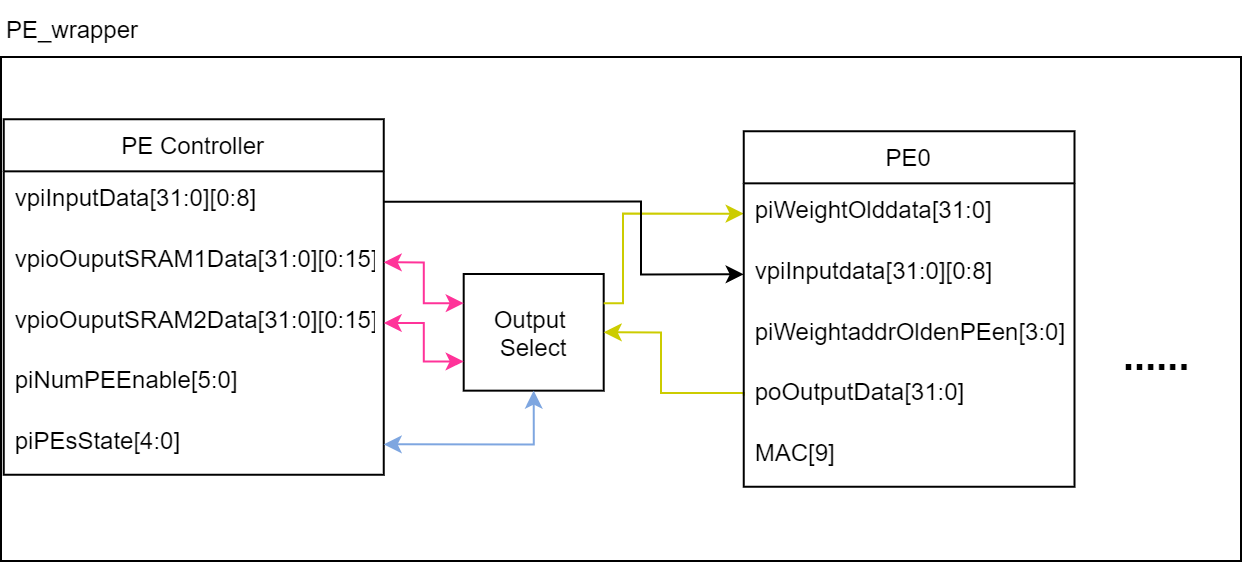 PE_wrapper
PE Controller
vpiInputData[31:0][0:8]
vpioOuputSRAM1Data[31:0][0:15]
vpioOuputSRAM2Data[31:0][0:15]
piNumPEEnable[5:0]
piPEsState[4:0]
Output
Select
PE0
piWeightOlddata[31:0]
vpiInputdata[31:0][0:8]
piWeightaddrOldenPEen[3:0]
poOutputData[31:0]
MAC[9]
......